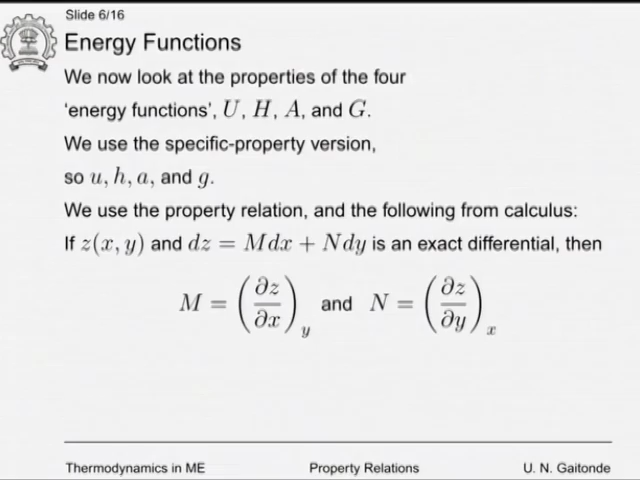 Slide 6/16
Energy Functions
We now look at the properties of the four
‘energy functions’, U, H, A, and G.
We use the specific-property version,
so u, h, a, and g.
We use the property relation, and the following from calculus:
If z(x, y) and dz = Mdx + Ndy is an exact differential, then
M = (∂z/∂x)_y and N = (∂z/∂y)_x
Thermodynamics in ME Property Relations U. N. Gaitonde